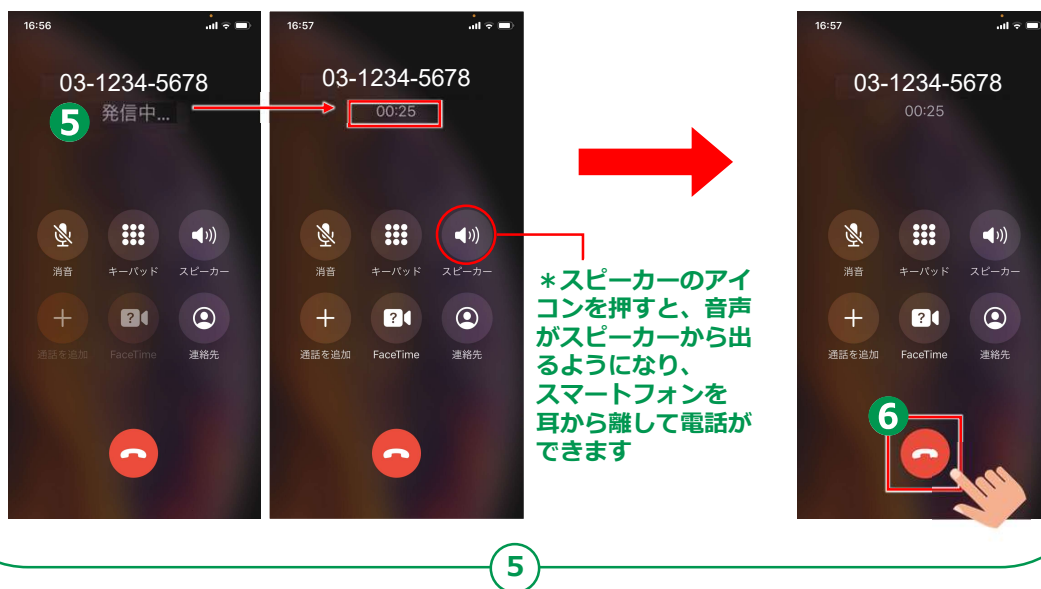 16:56
03-1234-5678
5
発信中...
消音 キーパッド スピーカー
通話を追加 FaceTime 連絡先
16:57
03-1234-5678
00:25
消音 キーパッド スピーカー
通話を追加 FaceTime 連絡先
＊スピーカーのアイ
コンを押すと、音声
がスピーカーから出
るようになり、
スマートフォンを
耳から離して電話が
できます
16:57
03-1234-5678
00:25
消音 キーパッド スピーカー
通話を追加 FaceTime 連絡先
6
5